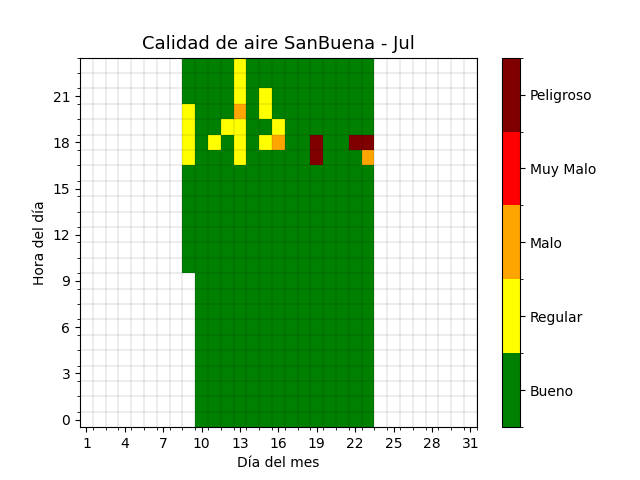 Calidad de aire SanBuena - Jul
Hora del día
21
18
15
12
9
6
3
0
1 4 7 10 13 16 19 22 25 28 31
Día del mes
Peligroso
Muy Malo
Malo
Regular
Bueno